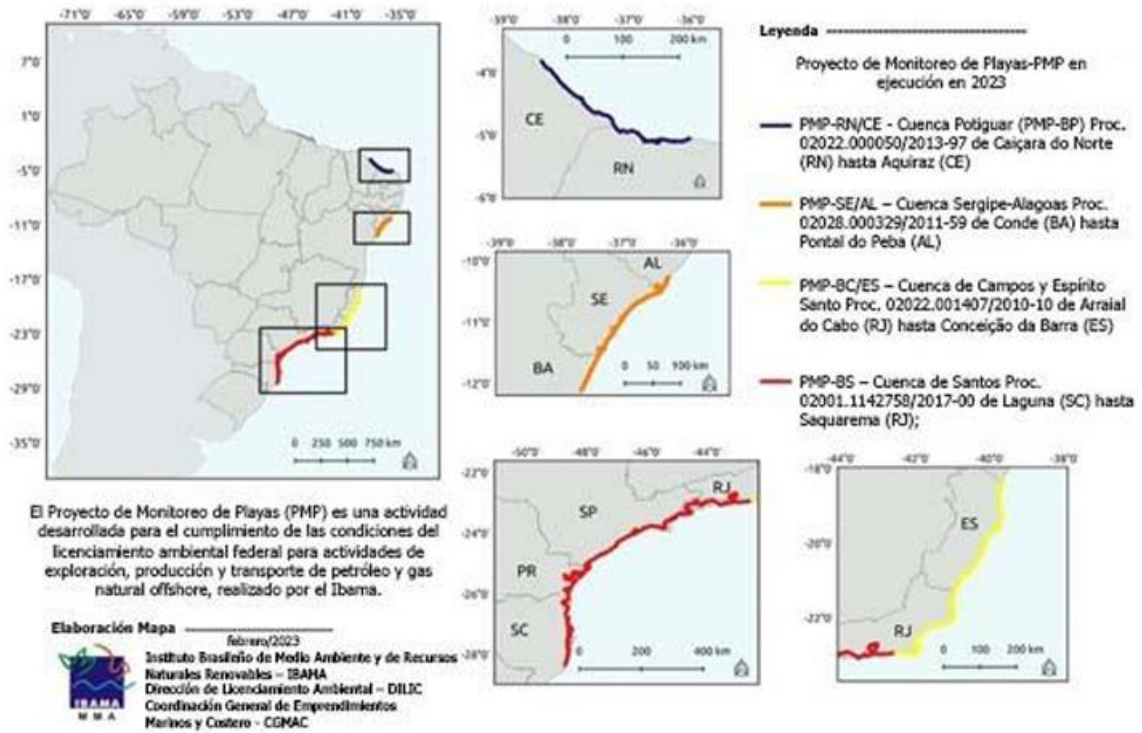 -71°0' -65°0' -59°0' -53°0' -47°0' -41°0' -35°0'
7°0'
1°0'
-5°0'
-11°0'
-17°0'
-23°0'
-29°0'
-35°0'
0 250 500 750 km
-39°0' -38°0' -37°0' -36°0'
0 100 200 km
-4°0'
-5°0'
-6°0'
CE
RN
-39°0' -38°0' -37°0' -36°0'
-10°0'
-11°0'
-12°0'
AL
SE
BA
0 50 100 km
-50°0' -48°0' -46°0' -44°0'
-22°0'
-24°0'
-26°0'
-28°0'
RJ
SP
PR
SC
0 200 400 km
-44°0' -42°0' -40°0' -38°0'
-18°0'
-20°0'
-22°0'
ES
RJ
0 100 200 km
Leyenda
Proyecto de Monitoreo de Playas-PMP en
ejecución en 2023
PMP-RN/CE - Cuenca Potiguar (PMP-BP) Proc.
02022.000050/2013-97 de Caiçara do Norte
(RN) hasta Aquiraz (CE)
PMP-SE/AL – Cuenca Sergipe-Alagoas Proc.
02028.000329/2011-59 de Conde (BA) hasta
Pontal do Peba (AL)
PMP-BC/ES – Cuenca de Campos y Espírito
Santo Proc. 02022.001407/2010-10 de Arraial
do Cabo (RJ) hasta Conceição da Barra (ES)
PMP-BS – Cuenca de Santos Proc.
02001.1142758/2017-00 de Laguna (SC) hasta
Saquarema (RJ);
El Proyecto de Monitoreo de Playas (PMP) es una actividad
desarrollada para el cumplimiento de las condiciones del
licenciamiento ambiental federal para actividades de
exploración, producción y transporte de petróleo y gas
natural offshore, realizado por el Ibama.
Elaboración Mapa
febrero/2023
Instituto Brasileño de Medio Ambiente y de Recursos
Naturales Renovables – IBAMA
Dirección de Licenciamiento Ambiental – DILIC
Coordinación General de Emprendimientos
Marinos y Costero - CGMAC
IBAMA
M M A